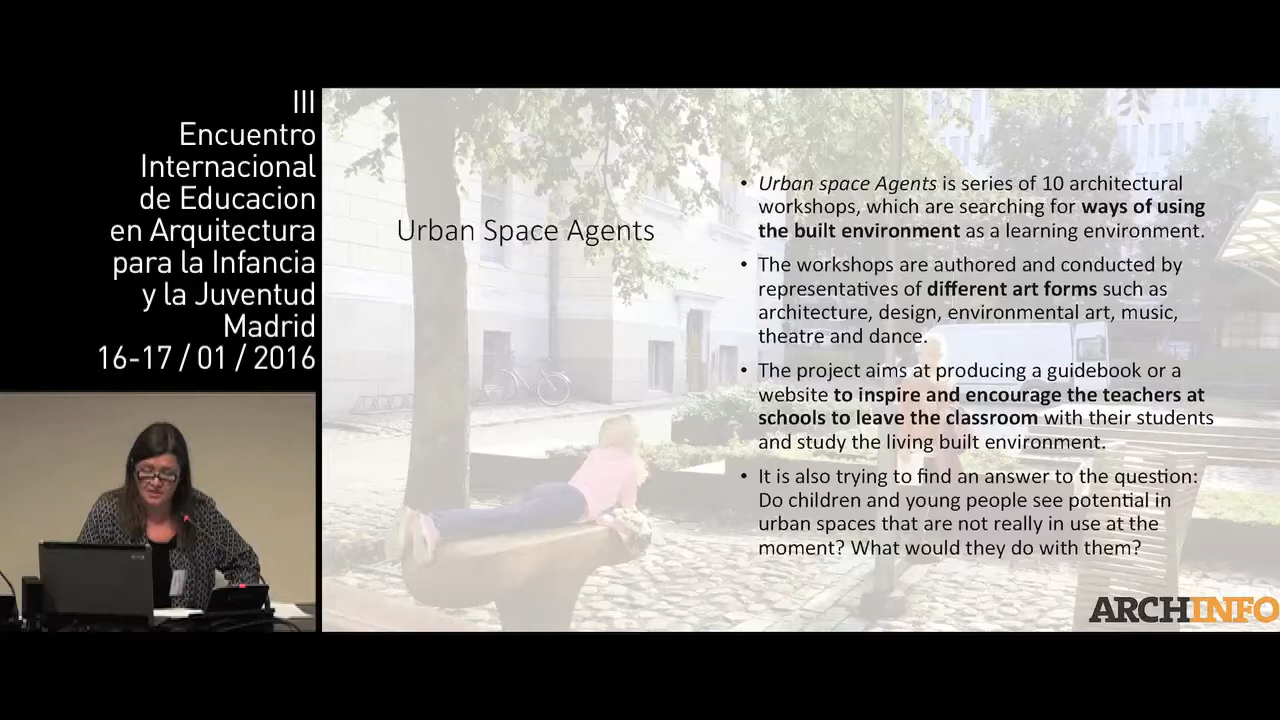 III
Encuentro
Internacional
de Educacion
en Arquitectura
para la Infancia
y la Juventud
Madrid
16-17 / 01 / 2016
Urban Space Agents
• Urban space Agents is series of 10 architectural
workshops, which are searching for ways of using
the built environment as a learning environment.
• The workshops are authored and conducted by
representatives of different art forms such as
architecture, design, environmental art, music,
theatre and dance.
• The project aims at producing a guidebook or a
website to inspire and encourage the teachers at
schools to leave the classroom with their students
and study the living built environment.
• It is also trying to find an answer to the question:
Do children and young people see potential in
urban spaces that are not really in use at the
moment? What would they do with them?
ARCHINFO